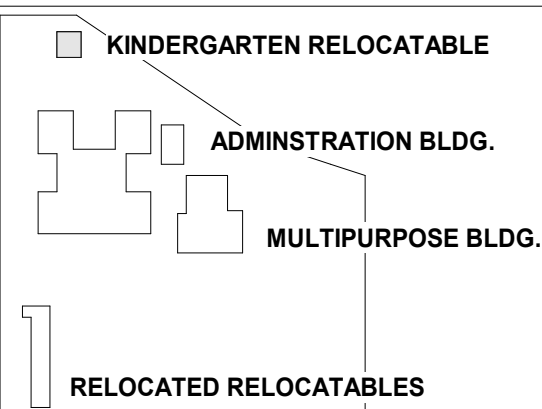 KINDERGARTEN RELOCATABLE
ADMINSTRATION BLDG.
MULTIPURPOSE BLDG.
RELOCATED RELOCATABLES